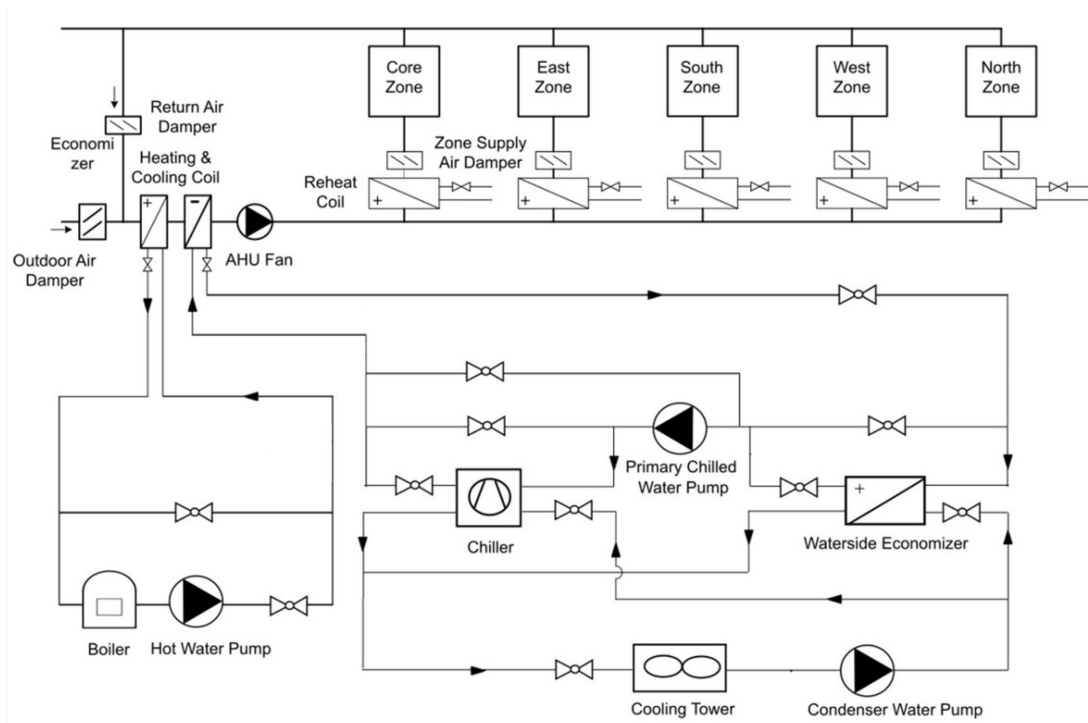 Core
Zone
East
Zone
South
Zone
West
Zone
North
Zone
Return Air
Damper
Economi
zer
Heating &
Cooling Coil
Zone Supply
Air Damper
Reheat
Coil
+
-
+
+
+
+
+
Outdoor Air
Damper
AHU Fan
Primary Chilled
Water Pump
+
Chiller
Waterside Economizer
Boiler
Hot Water Pump
Cooling Tower
Condenser Water Pump